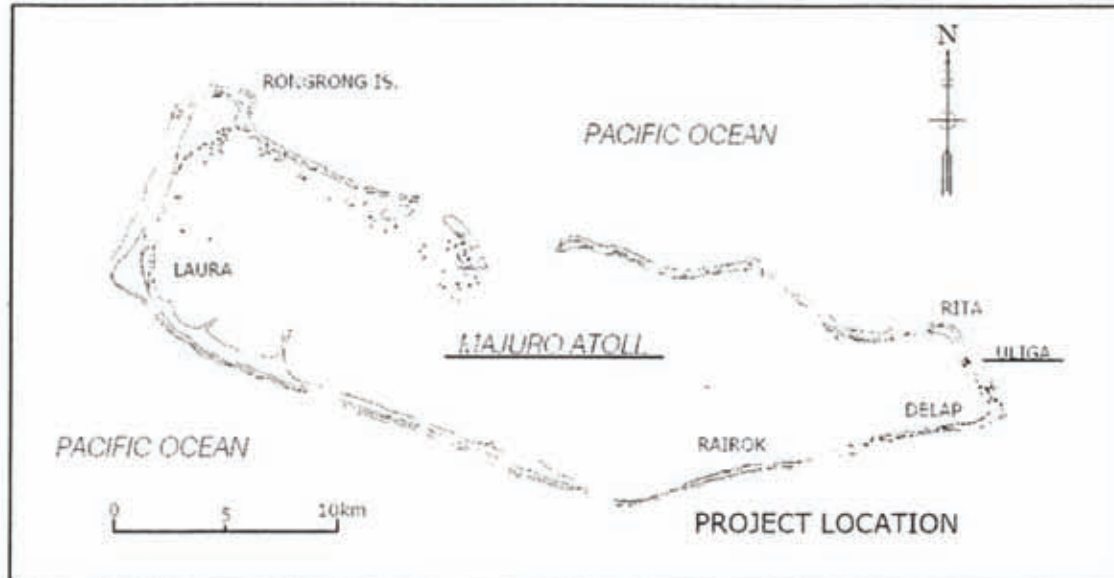 N
RONGRONG IS.
PACIFIC OCEAN
LAURA
RITA
MAJURO ATOLL
ULIGA
DELAP
PACIFIC OCEAN
RAIROK
0 5 10km
PROJECT LOCATION